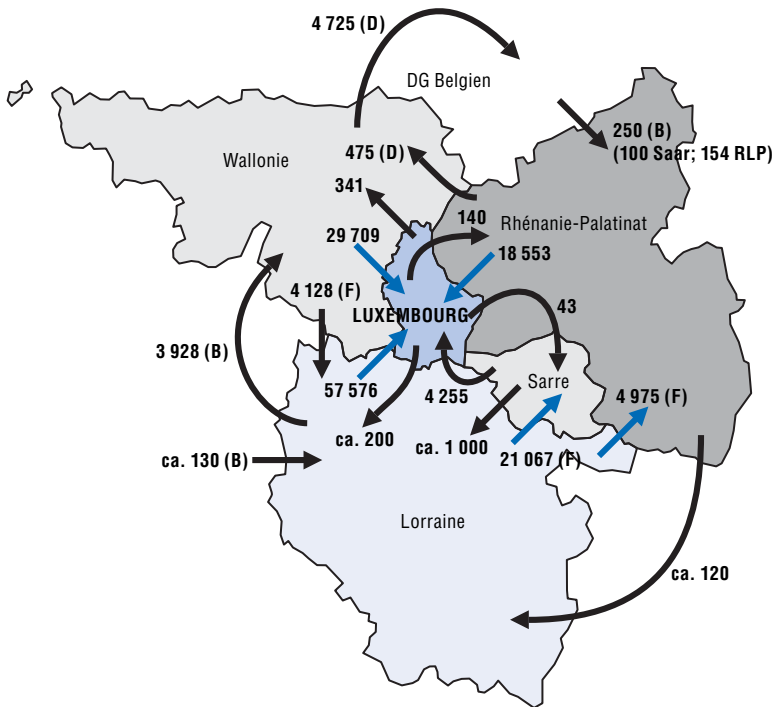 4 725 (D)
DG Belgien
250 (B)
(100 Saar; 154 RLP)
Wallonie
475 (D)
341
140
Rhénanie-Palatinat
29 709
18 553
4 128 (F)
LUXEMBOURG
43
3 928 (B)
57 576
4 255
Sarre
4 975 (F)
ca. 200
ca. 1 000
21 067 (F)
ca. 130 (B)
Lorraine
ca. 120